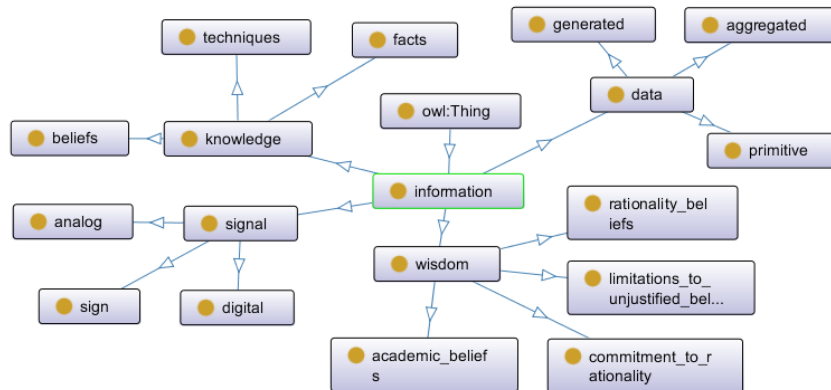 techniques
facts
generated
aggregated
owl:Thing
data
beliefs
knowledge
primitive
information
analog
signal
rationality_bel
iefs
wisdom
limitations_to_
unjustified_bel...
sign
digital
academic_belief
s
commitment_to_r
ationality